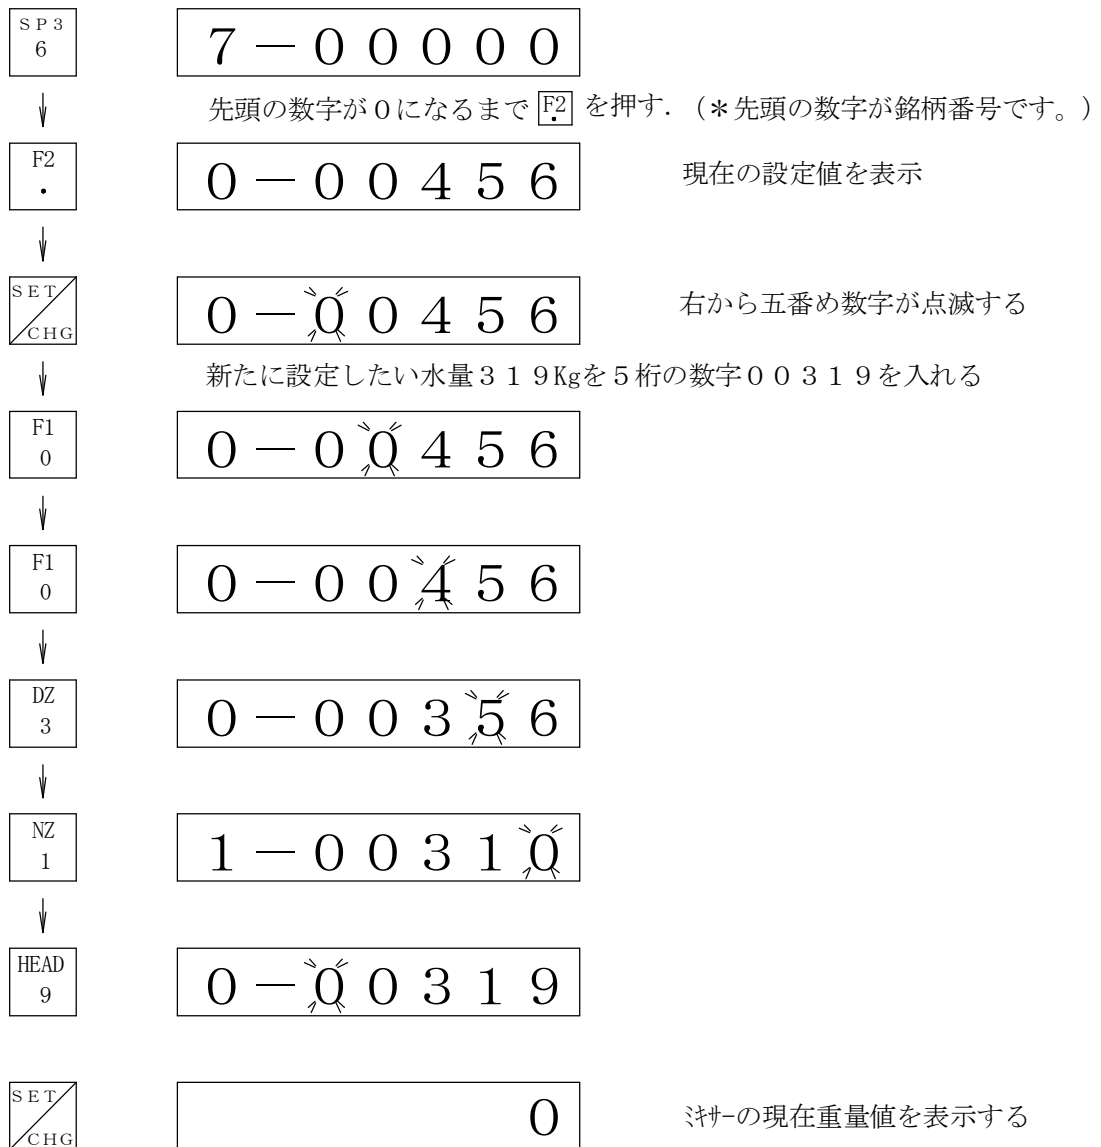 SP3
6
7－00000
先頭の数字が０になるまで F2 . を押す. (＊先頭の数字が銘柄番号です。)
F2
.
0－00456
現在の設定値を表示
SET
CHG
0－00456
右から五番め数字が点滅する
新たに設定したい水量３１９Kgを５桁の数字００３１９を入れる
F1
0
0－00456
F1
0
0－00456
DZ
3
0－00356
NZ
1
1－00310
HEAD
9
0－00319
SET
CHG
0
ﾐｷｻｰの現在重量値を表示する